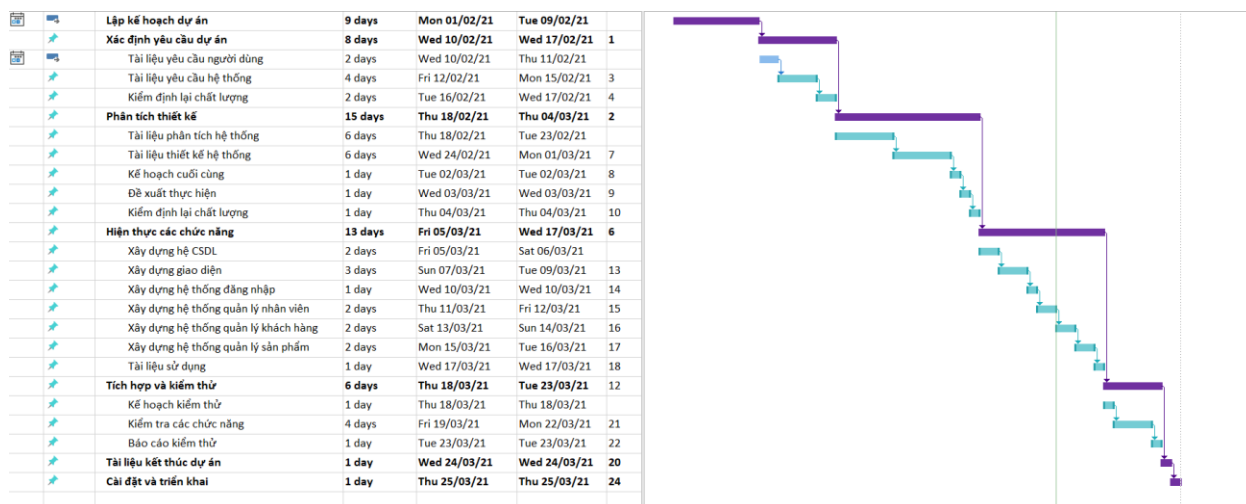 Lập kế hoạch dự án 9 days Mon 01/02/21 Tue 09/02/21
Xác định yêu cầu dự án 8 days Wed 10/02/21 Wed 17/02/21 1
Tài liệu yêu cầu người dùng 2 days Wed 10/02/21 Thu 11/02/21
Tài liệu yêu cầu hệ thống 4 days Fri 12/02/21 Mon 15/02/21 3
Kiểm định lại chất lượng 2 days Tue 16/02/21 Wed 17/02/21 4
Phân tích thiết kế 15 days Thu 18/02/21 Thu 04/03/21 2
Tài liệu phân tích hệ thống 6 days Thu 18/02/21 Tue 23/02/21
Tài liệu thiết kế hệ thống 6 days Wed 24/02/21 Mon 01/03/21 7
Kế hoạch cuối cùng 1 day Tue 02/03/21 Tue 02/03/21 8
Đề xuất thực hiện 1 day Wed 03/03/21 Wed 03/03/21 9
Kiểm định lại chất lượng 1 day Thu 04/03/21 Thu 04/03/21 10
Hiện thực các chức năng 13 days Fri 05/03/21 Wed 17/03/21 6
Xây dựng hệ CSDL 2 days Fri 05/03/21 Sat 06/03/21
Xây dựng giao diện 3 days Sun 07/03/21 Tue 09/03/21 13
Xây dựng hệ thống đăng nhập 1 day Wed 10/03/21 Wed 10/03/21 14
Xây dựng hệ thống quản lý nhân viên 2 days Thu 11/03/21 Fri 12/03/21 15
Xây dựng hệ thống quản lý khách hàng 2 days Sat 13/03/21 Sun 14/03/21 16
Xây dựng hệ thống quản lý sản phẩm 2 days Mon 15/03/21 Tue 16/03/21 17
Tài liệu sử dụng 1 day Wed 17/03/21 Wed 17/03/21 18
Tích hợp và kiểm thử 6 days Thu 18/03/21 Tue 23/03/21 12
Kế hoạch kiểm thử 1 day Thu 18/03/21 Thu 18/03/21
Kiểm tra các chức năng 4 days Fri 19/03/21 Mon 22/03/21 21
Báo cáo kiểm thử 1 day Tue 23/03/21 Tue 23/03/21 22
Tài liệu kết thúc dự án 1 day Wed 24/03/21 Wed 24/03/21 20
Cài đặt và triển khai 1 day Thu 25/03/21 Thu 25/03/21 24